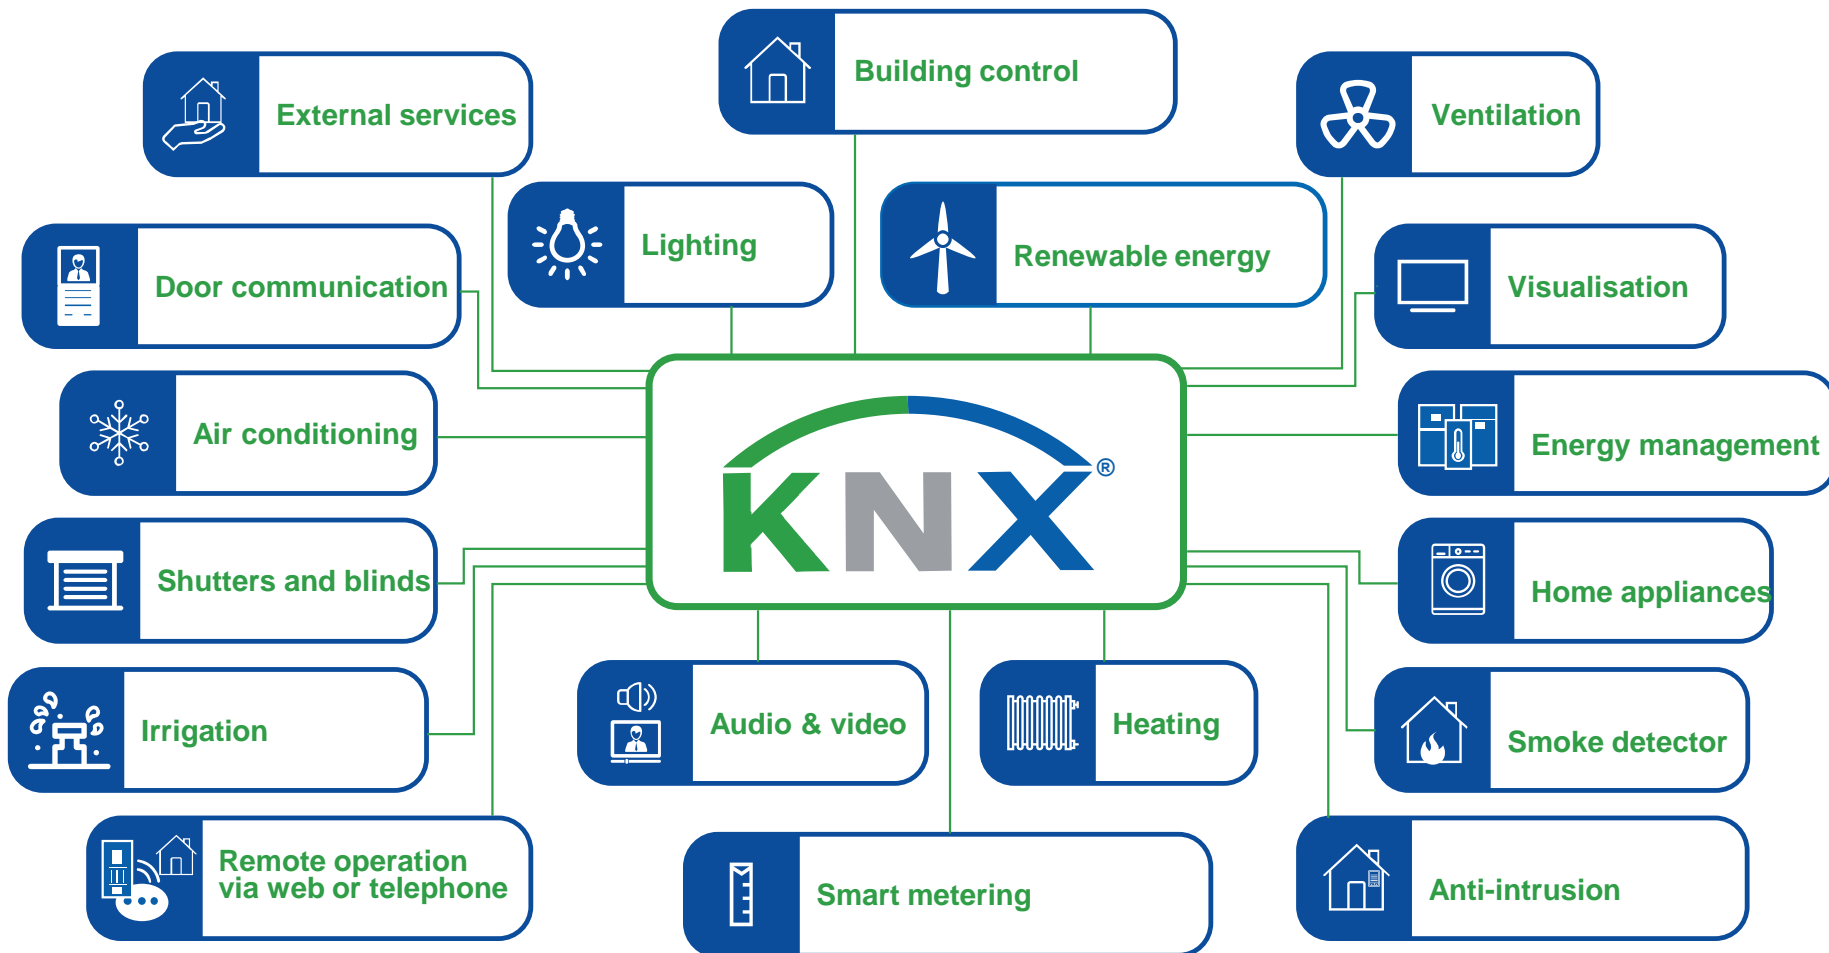 Building control
External services
Ventilation
Lighting
Renewable energy
Door communication
Visualisation
Air conditioning
Energy management
KNX®
Shutters and blinds
Home appliances
Irrigation
Audio & video
Heating
Smoke detector
Remote operation
via web or telephone
Smart metering
Anti-intrusion